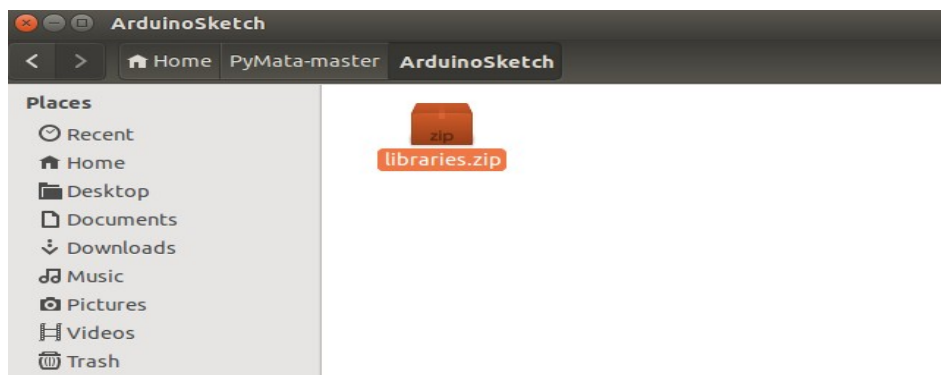 ArduinoSketch
< > Home PyMata-master ArduinoSketch
Places
Recent
Home
Desktop
Documents
Downloads
Music
Pictures
Videos
Trash
zip
libraries.zip